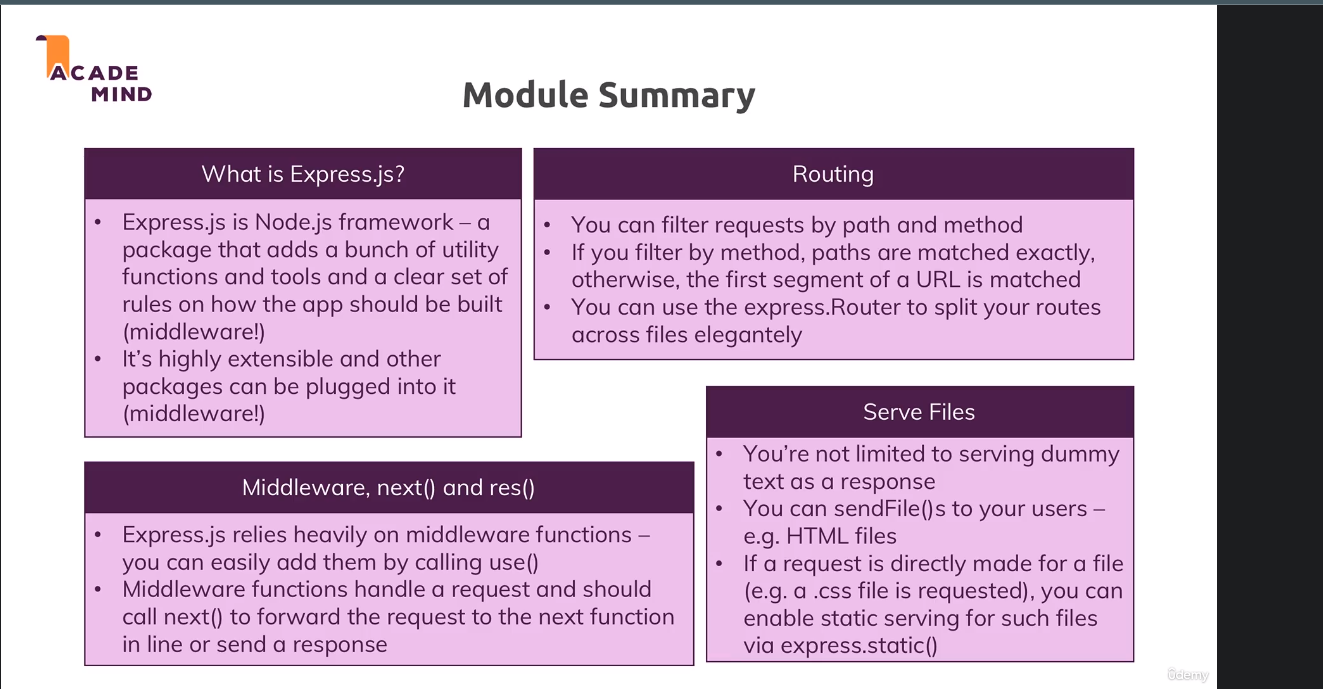 ACADE
MIND
Module Summary
What is Express.js?
• Express.js is Node.js framework – a
package that adds a bunch of utility
functions and tools and a clear set of
rules on how the app should be built
(middleware!)
• It’s highly extensible and other
packages can be plugged into it
(middleware!)
Routing
• You can filter requests by path and method
• If you filter by method, paths are matched exactly,
otherwise, the first segment of a URL is matched
• You can use the express.Router to split your routes
across files elegantely
Middleware, next() and res()
• Express.js relies heavily on middleware functions –
you can easily add them by calling use()
• Middleware functions handle a request and should
call next() to forward the request to the next function
in line or send a response
Serve Files
• You’re not limited to serving dummy
text as a response
• You can sendFile()s to your users –
e.g. HTML files
• If a request is directly made for a file
(e.g. a .css file is requested), you can
enable static serving for such files
via express.static()
ûdemy